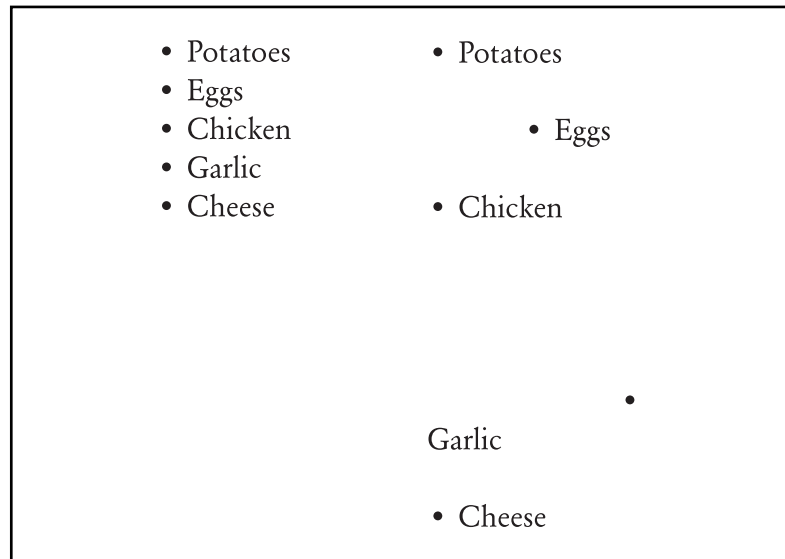 • Potatoes
• Eggs
• Chicken
• Garlic
• Cheese
• Potatoes
• Eggs
• Chicken
•
Garlic
• Cheese